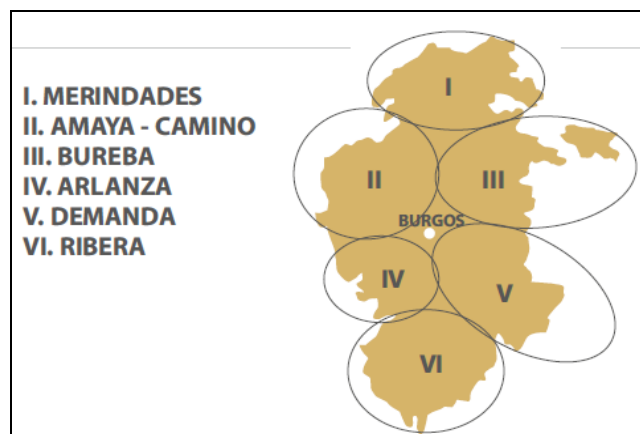 I. MERINDADES
II. AMAYA - CAMINO
III. BUREBA
IV. ARLANZA
V. DEMANDA
VI. RIBERA
I
II
III
BURGOS
IV
V
VI